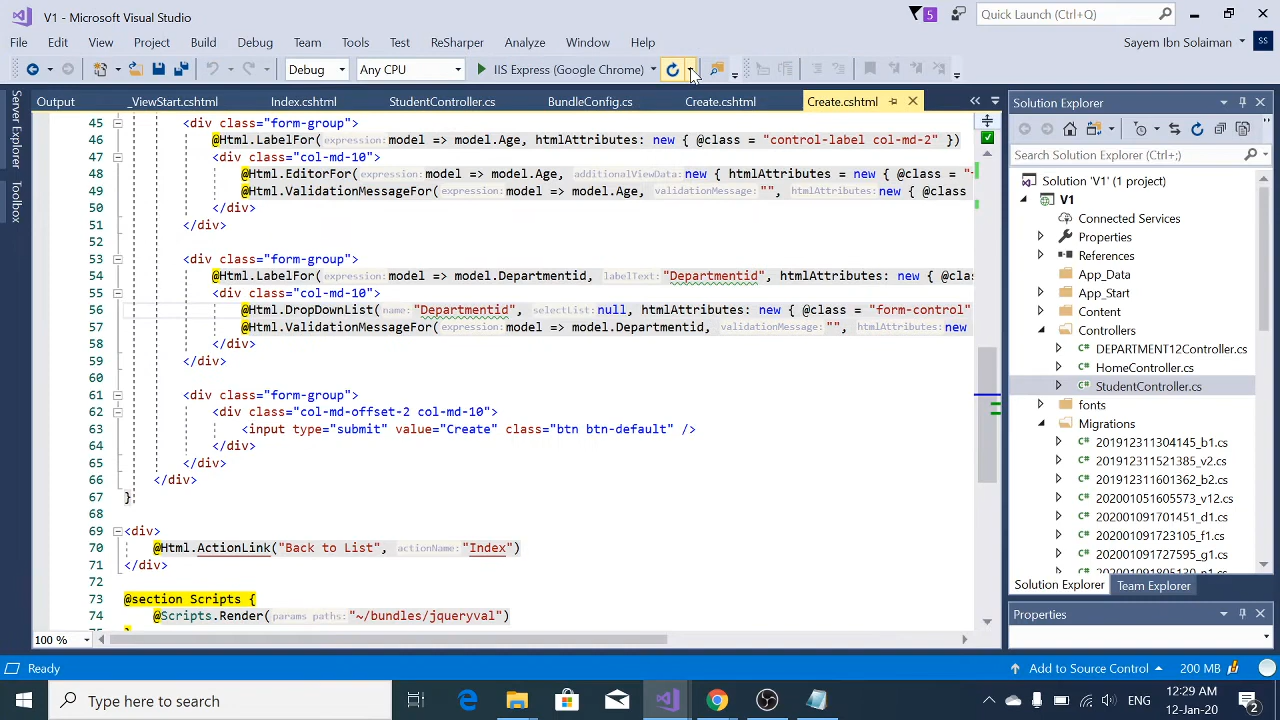 V1 - Microsoft Visual Studio
5
Quick Launch (Ctrl+Q)
File Edit View Project Build Debug Team Tools Test ReSharper Analyze Window Help
Sayem Ibn Solaiman SS
Debug Any CPU IIS Express (Google Chrome)
Server Explorer
Toolbox
Output _ViewStart.cshtml Index.cshtml StudentController.cs BundleConfig.cs Create.cshtml Create.cshtml
45 <div class="form-group">
46 @Html.LabelFor(expression: model => model.Age, htmlAttributes: new { @class = "control-label col-md-2" })
47 <div class="col-md-10">
48 @Html.EditorFor(expression: model => model.Age, additionalViewData: new { htmlAttributes = new { @class =
49 @Html.ValidationMessageFor(expression: model => model.Age, validationMessage: "", htmlAttributes: new { @class
50 </div>
51 </div>
52
53 <div class="form-group">
54 @Html.LabelFor(expression: model => model.Departmentid, labelText: "Departmentid", htmlAttributes: new {
55 <div class="col-md-10">
56 @Html.DropDownList(name: "Departmentid", selectList: null, htmlAttributes: new { @class = "form-control"
57 @Html.ValidationMessageFor(expression: model => model.Departmentid, validationMessage: "", htmlAttributes: new
58 </div>
59 </div>
60
61 <div class="form-group">
62 <div class="col-md-offset-2 col-md-10">
63 <input type="submit" value="Create" class="btn btn-default" />
64 </div>
65 </div>
66 </div>
67 }
68
69 <div>
70 @Html.ActionLink("Back to List", actionName: "Index")
71 </div>
72
73 @section Scripts {
74 @Scripts.Render(params paths: "~/bundles/jqueryval")
100 %
Solution Explorer
Search Solution Explorer (Ctrl+;)
Solution 'V1' (1 project)
V1
Connected Services
Properties
References
App_Data
App_Start
Content
Controllers
DEPARTMENT12Controller.cs
HomeController.cs
StudentController.cs
fonts
Migrations
201912311304145_b1.cs
201912311521385_v2.cs
201912311601362_b2.cs
202001051605573_v12.cs
202001091701451_d1.cs
202001091723105_f1.cs
202001091727595_g1.cs
Solution Explorer Team Explorer
Properties
Ready
Add to Source Control 200 MB
Type here to search
ENG
12:29 AM
12-Jan-20
2